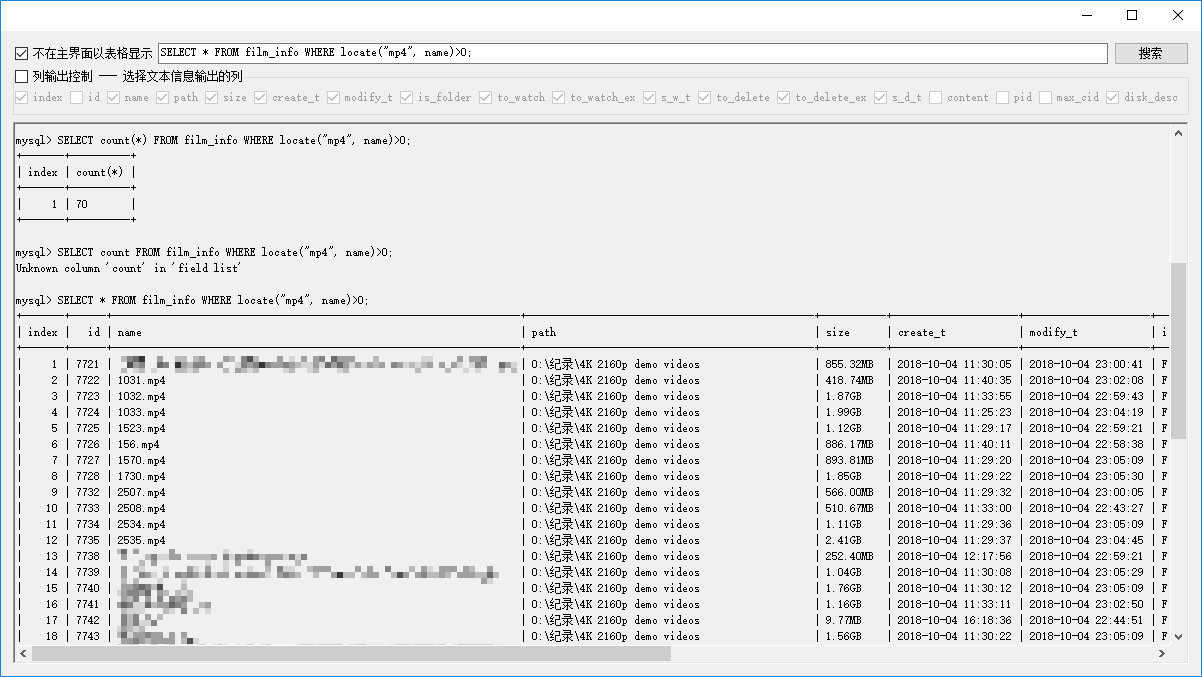 不在主界面以表格显示 SELECT * FROM film_info WHERE locate("mp4", name)>0; 搜索
列输出控制 —— 选择文本信息输出的列
index id name path size create_t modify_t is_folder to_watch to_watch_ex s_w_t to_delete to_delete_ex s_d_t content pid max_cid disk_desc
mysql> SELECT count(*) FROM film_info WHERE locate("mp4", name)>0;
| index | count(*) |
| 1 | 70 |
mysql> SELECT count FROM film_info WHERE locate("mp4", name)>0;
Unknown column 'count' in 'field list'
mysql> SELECT * FROM film_info WHERE locate("mp4", name)>0;
| index | id | name | path | size | create_t | modify_t | i
| 1 | 7721 | | O:\纪录\4K 2160p demo videos | 855.32MB | 2018-10-04 11:30:05 | 2018-10-04 23:00:41 | F
| 2 | 7722 | 1031.mp4 | O:\纪录\4K 2160p demo videos | 418.74MB | 2018-10-04 11:40:35 | 2018-10-04 23:02:08 | F
| 3 | 7723 | 1032.mp4 | O:\纪录\4K 2160p demo videos | 1.87GB | 2018-10-04 11:33:55 | 2018-10-04 22:59:43 | F
| 4 | 7724 | 1033.mp4 | O:\纪录\4K 2160p demo videos | 1.99GB | 2018-10-04 11:25:23 | 2018-10-04 23:04:19 | F
| 5 | 7725 | 1523.mp4 | O:\纪录\4K 2160p demo videos | 1.12GB | 2018-10-04 11:29:17 | 2018-10-04 22:59:21 | F
| 6 | 7726 | 156.mp4 | O:\纪录\4K 2160p demo videos | 886.17MB | 2018-10-04 11:40:11 | 2018-10-04 22:58:38 | F
| 7 | 7727 | 1570.mp4 | O:\纪录\4K 2160p demo videos | 893.81MB | 2018-10-04 11:29:20 | 2018-10-04 23:05:09 | F
| 8 | 7728 | 1730.mp4 | O:\纪录\4K 2160p demo videos | 1.85GB | 2018-10-04 11:29:22 | 2018-10-04 23:05:30 | F
| 9 | 7732 | 2507.mp4 | O:\纪录\4K 2160p demo videos | 566.00MB | 2018-10-04 11:29:32 | 2018-10-04 23:00:05 | F
| 10 | 7733 | 2508.mp4 | O:\纪录\4K 2160p demo videos | 510.67MB | 2018-10-04 11:33:00 | 2018-10-04 22:43:27 | F
| 11 | 7734 | 2534.mp4 | O:\纪录\4K 2160p demo videos | 1.11GB | 2018-10-04 11:29:36 | 2018-10-04 23:05:09 | F
| 12 | 7735 | 2535.mp4 | O:\纪录\4K 2160p demo videos | 2.41GB | 2018-10-04 11:29:37 | 2018-10-04 23:04:45 | F
| 13 | 7738 | | O:\纪录\4K 2160p demo videos | 252.40MB | 2018-10-04 12:17:56 | 2018-10-04 22:59:21 | F
| 14 | 7739 | | O:\纪录\4K 2160p demo videos | 1.04GB | 2018-10-04 11:30:08 | 2018-10-04 23:05:29 | F
| 15 | 7740 | | O:\纪录\4K 2160p demo videos | 1.76GB | 2018-10-04 11:30:12 | 2018-10-04 23:05:09 | F
| 16 | 7741 | | O:\纪录\4K 2160p demo videos | 1.16GB | 2018-10-04 11:33:11 | 2018-10-04 23:02:50 | F
| 17 | 7742 | | O:\纪录\4K 2160p demo videos | 9.77MB | 2018-10-04 16:18:36 | 2018-10-04 22:44:51 | F
| 18 | 7743 | | O:\纪录\4K 2160p demo videos | 1.56GB | 2018-10-04 11:30:22 | 2018-10-04 23:05:09 | F